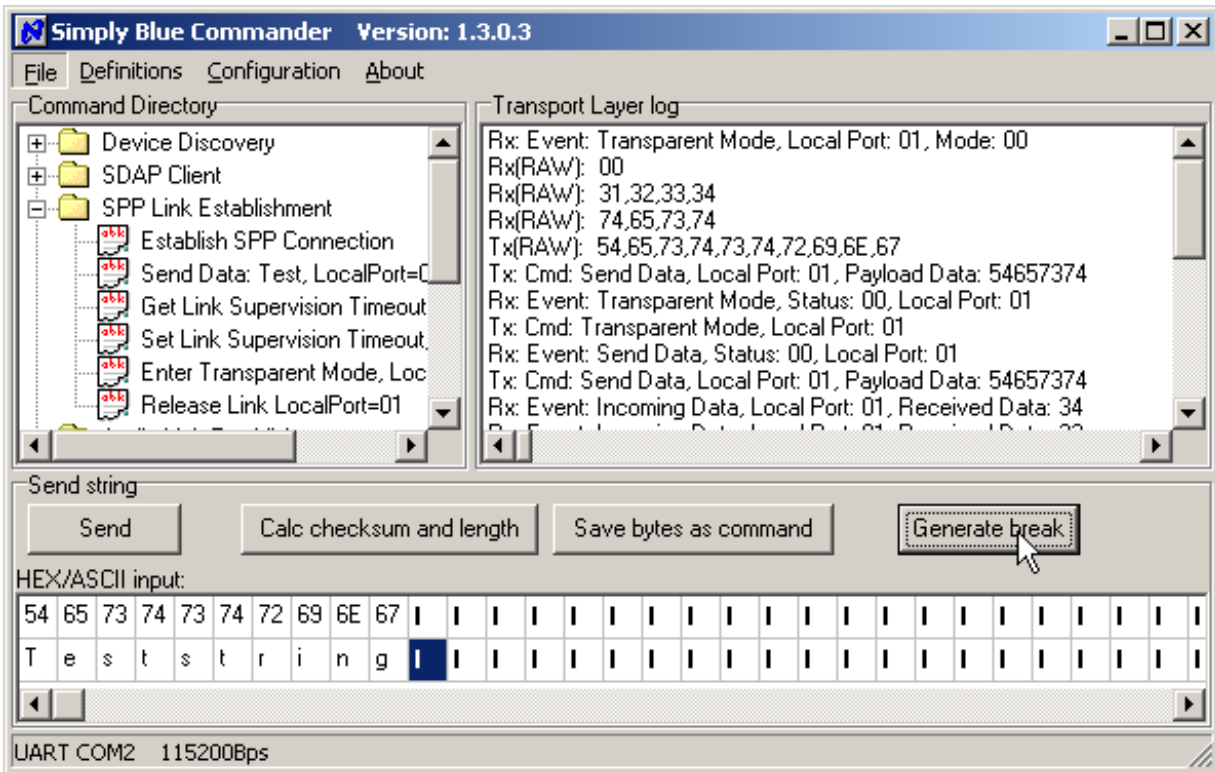 Simply Blue Commander Version: 1.3.0.3
File Definitions Configuration About
Command Directory
Device Discovery
SDAP Client
SPP Link Establishment
Establish SPP Connection
Send Data: Test, LocalPort=
Get Link Supervision Timeout
Set Link Supervision Timeout,
Enter Transparent Mode, Loc
Release Link LocalPort=01
Transport Layer log
Rx: Event: Transparent Mode, Local Port: 01, Mode: 00
Rx(RAW): 00
Rx(RAW): 31,32,33,34
Rx(RAW): 74,65,73,74
Tx(RAW): 54,65,73,74,73,74,72,69,6E,67
Tx: Cmd: Send Data, Local Port: 01, Payload Data: 54657374
Rx: Event: Transparent Mode, Status: 00, Local Port: 01
Tx: Cmd: Transparent Mode, Local Port: 01
Rx: Event: Send Data, Status: 00, Local Port: 01
Tx: Cmd: Send Data, Local Port: 01, Payload Data: 54657374
Rx: Event: Incoming Data, Local Port: 01, Received Data: 34
Send string
Send Calc checksum and length Save bytes as command Generate break
HEX/ASCII input:
54 65 73 74 73 74 72 69 6E 67
T e s t s t r i n g
UART COM2 115200Bps